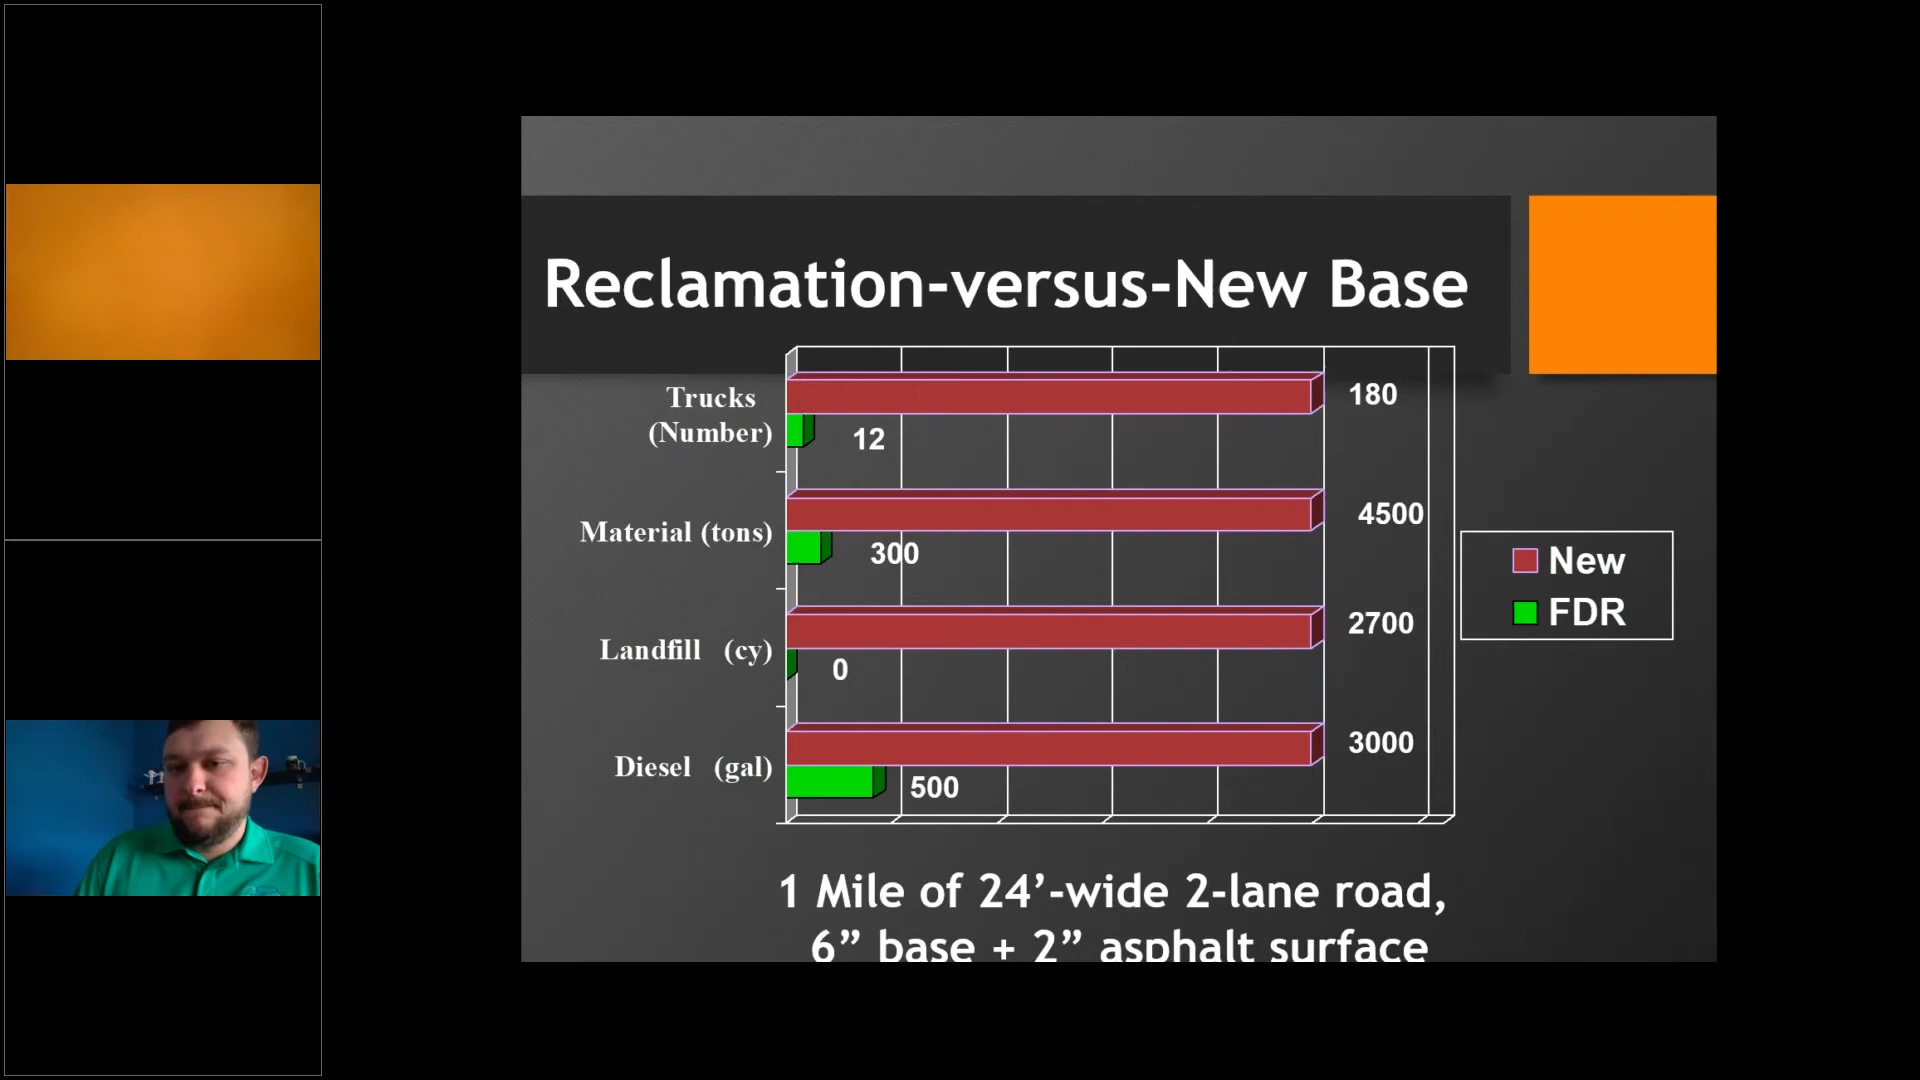 Reclamation-versus-New Base
Trucks
(Number)
180
12
Material (tons)
4500
300
Landfill (cy)
2700
0
Diesel (gal)
3000
500
New
FDR
1 Mile of 24’-wide 2-lane road,
6” base + 2” asphalt surface